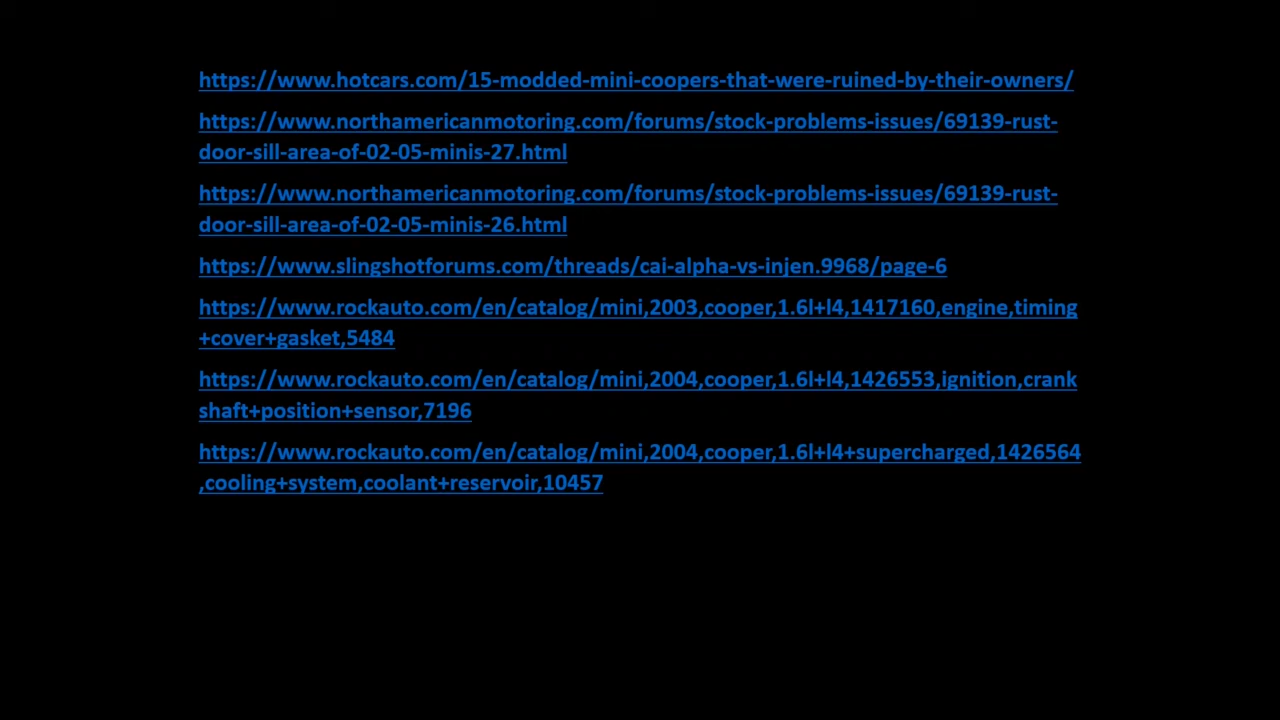 https://www.hotcars.com/15-modded-mini-coopers-that-were-ruined-by-their-owners/
https://www.northamericanmotoring.com/forums/stock-problems-issues/69139-rust-
door-sill-area-of-02-05-minis-27.html
https://www.northamericanmotoring.com/forums/stock-problems-issues/69139-rust-
door-sill-area-of-02-05-minis-26.html
https://www.slingshotforums.com/threads/cai-alpha-vs-injen.9968/page-6
https://www.rockauto.com/en/catalog/mini,2003,cooper,1.6l+l4,1417160,engine,timing
+cover+gasket,5484
https://www.rockauto.com/en/catalog/mini,2004,cooper,1.6l+l4,1426553,ignition,crank
shaft+position+sensor,7196
https://www.rockauto.com/en/catalog/mini,2004,cooper,1.6l+l4+supercharged,1426564
,cooling+system,coolant+reservoir,10457